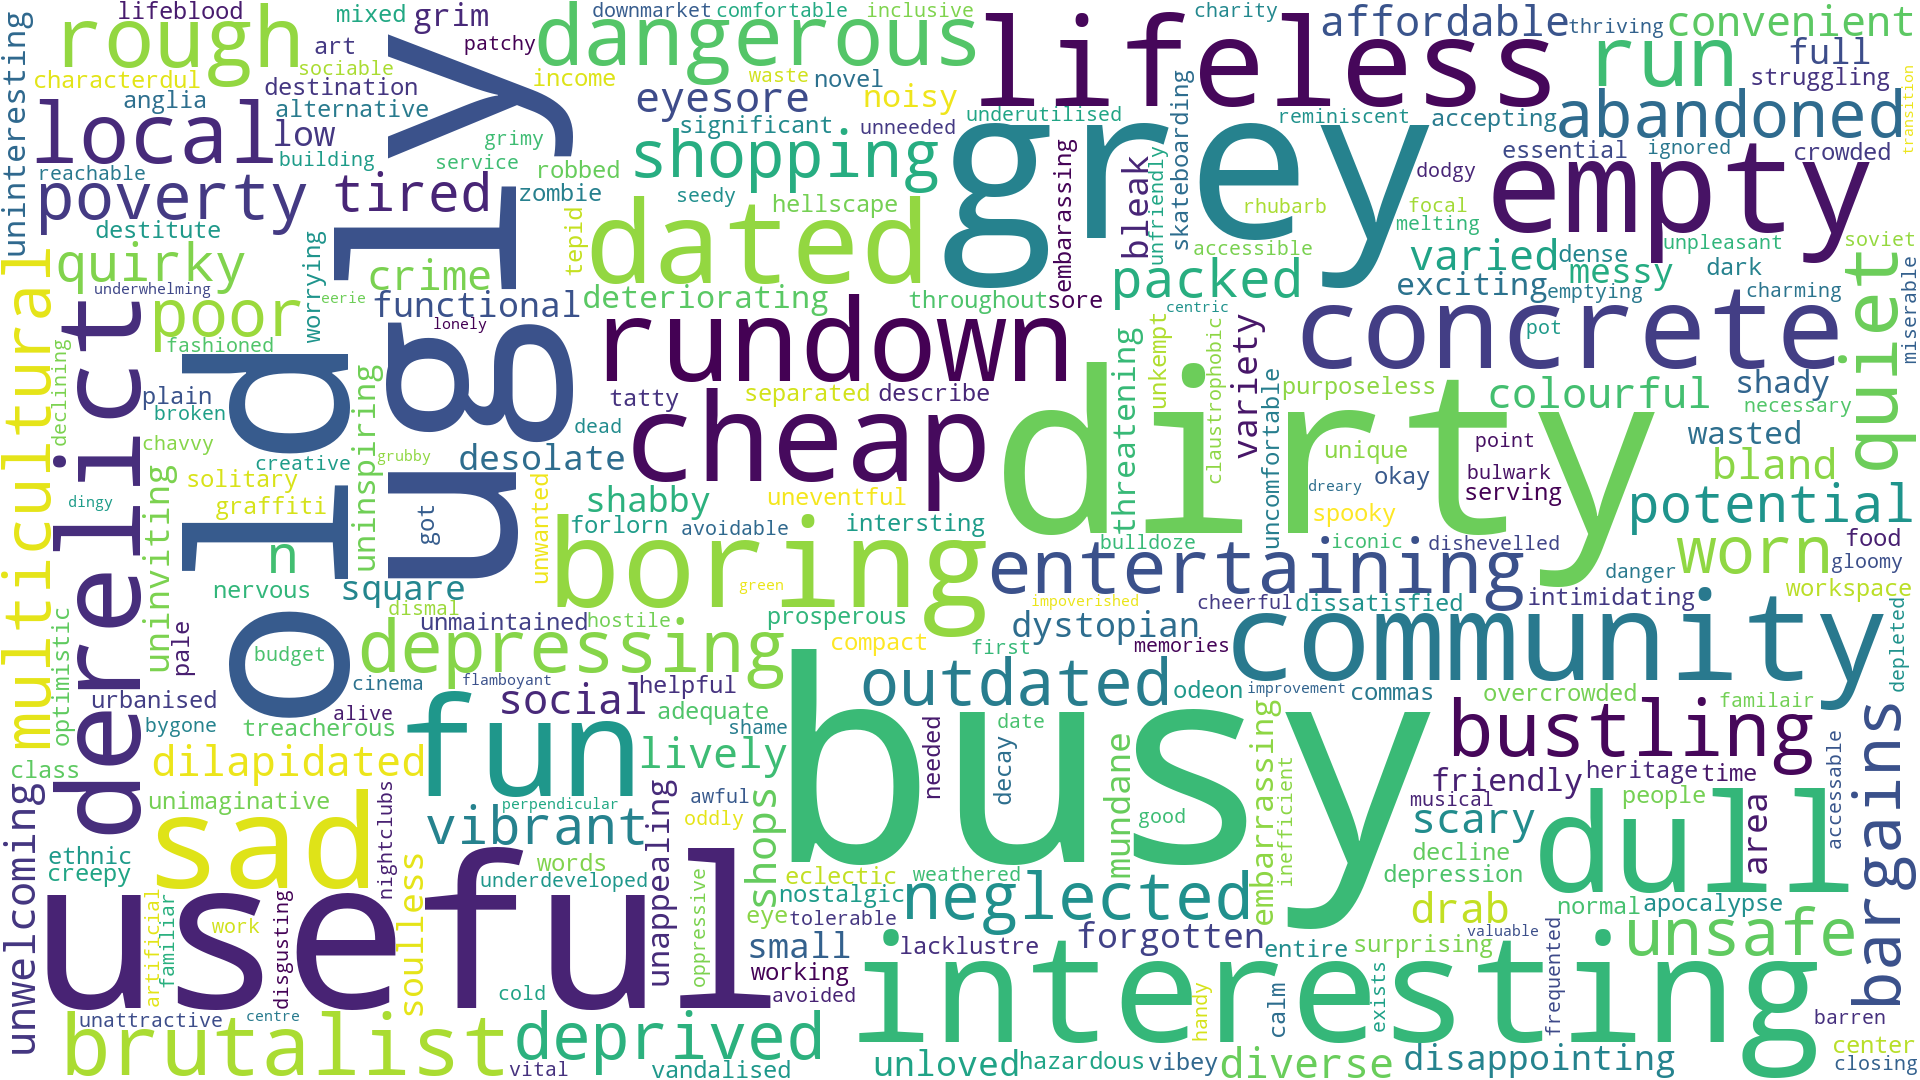 lifeblood
mixed
grim
downmarket
comfortable
inclusive
lifeless
charity
affordable
thriving
convenient
uninteresting
rough
art
patchy
dangerous
run
full
characterdul
sociable
income
waste
novel
struggling
destination
ugly
anglia
alternative
eyesore
noisy
underutilised
skateboarding
reminiscent
accepting
abandoned
transition
local
low
significant
unneeded
grey
building
grimy
service
robbed
shopping
embarassing
bleak
unfriendly
essential
ignored
crowded
reachable
poverty
tired
zombie
seedy
dodgy
empty
destitute
tepid
dated
hellscape
rhubarb
focal
melting
worrying
accessible
varied
dense
unpleasant
soviet
multicultural
quirky
crime
packed
messy
dark
quiet
underwhelming
eerie
functional
deteriorating
throughout
sore
exciting
emptying
charming
derelict
poor
lonely
rundown
centric
concrete
pot
miserable
fashioned
old
threatening
unkempt
claustrophobic
variety
declining
plain
uninspiring
tatty
separated
describe
dirty
purposeless
colourful
shady
broken
dead
cheap
uncomfortable
necessary
chavvy
creative
grubby
desolate
unique
point
wasted
uninviting
solitary
okay
bulwark
bland
dingy
graffiti
got
unwanted
shabby
uneventful
dreary
serving
potential
forlorn
avoidable
intersting
spooky
n
boring
bulldoze
iconic
dishevelled
worn
food
nervous
square
green
entertaining
danger
gloomy
optimistic
dismal
impoverished
cheerful
dissatisfied
intimidating
workspace
pale
unmaintained
hostile
prosperous
dystopian
community
depleted
budget
depressing
compact
first
memories
urbanised
cinema
flamboyant
helpful
busy
outdated
odeon
improvement
commas
overcrowded
familair
bygone
treacherous
alive
fun
social
adequate
shame
needed
date
embarrassing
bustling
bargains
class
dilapidated
lively
decay
mundane
inefficient
friendly
heritage
time
accessable
unwelcoming
unimaginative
nightclubs
perpendicular
unappealing
awful
shops
musical
people
area
sad
vibrant
oddly
good
scary
dull
ethnic
creepy
soulless
words
underdeveloped
oppressive
eclectic
weathered
decline
depression
useful
nostalgic
neglected
drab
normal
apocalypse
artificial
familiar
work
disgusting
eye
tolerable
small
lacklustre
forgotten
entire
surprising
valuable
unsafe
working
interesting
handy
calm
exists
frequented
cold
avoided
unattractive
centre
barren
brutalist
deprived
center
vital
vandalised
unloved
hazardous
vibey
diverse
disappointing
closing